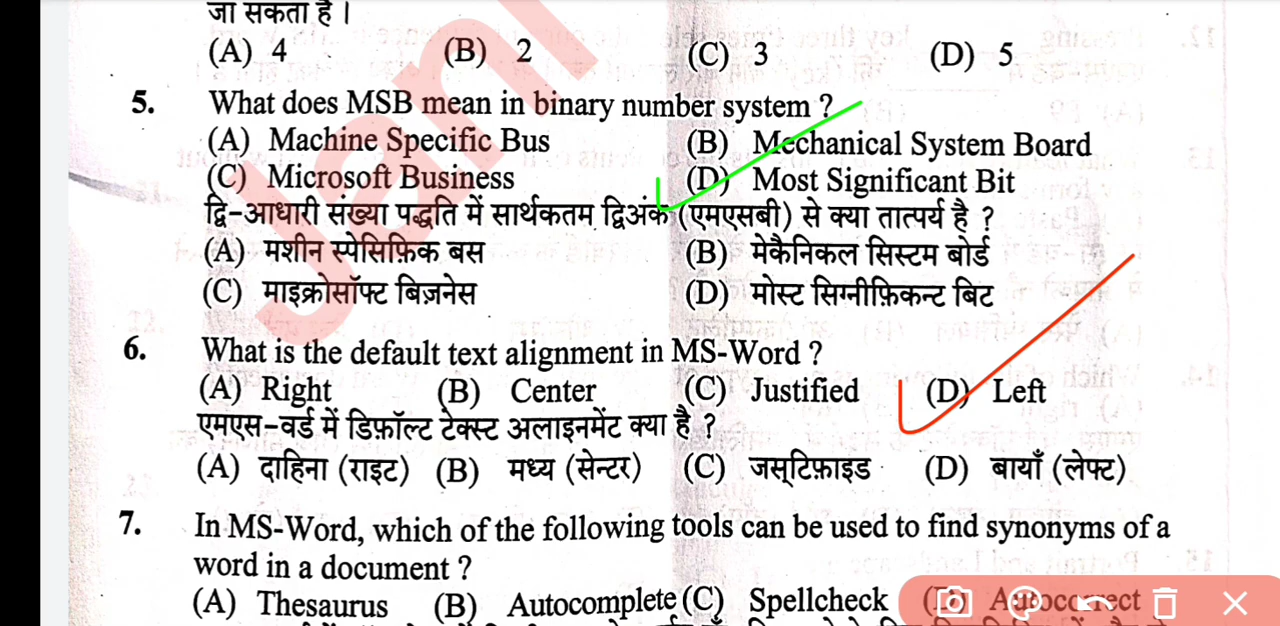 जा सकता है ।
(A) 4 (B) 2 (C) 3 (D) 5
5. What does MSB mean in binary number system ?
(A) Machine Specific Bus (B) Mechanical System Board
(C) Microsoft Business (D) Most Significant Bit
द्वि-आधारी संख्या पद्धति में सार्थकतम द्विअंक (एमएसबी) से क्या तात्पर्य है ?
(A) मशीन स्पेसिफ़िक बस (B) मेकैनिकल सिस्टम बोर्ड
(C) माइक्रोसॉफ्ट बिज़नेस (D) मोस्ट सिग्नीफ़िकन्ट बिट
6. What is the default text alignment in MS-Word ?
(A) Right (B) Center (C) Justified (D) Left
एमएस-वर्ड में डिफ़ॉल्ट टेक्स्ट अलाइनमेंट क्या है ?
(A) दाहिना (राइट) (B) मध्य (सेन्टर) (C) जस्टिफ़ाइड (D) बायाँ (लेफ्ट)
7. In MS-Word, which of the following tools can be used to find synonyms of a
word in a document ?
(A) Thesaurus (B) Autocomplete (C) Spellcheck (D) Autocorrect